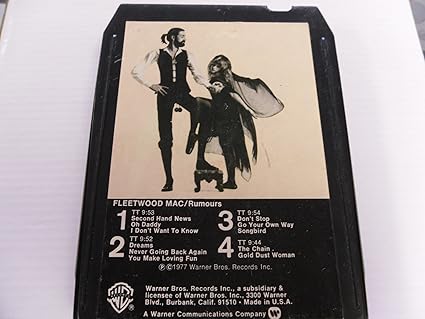 FLEETWOOD MAC/Rumours
1 TT 9:53
Second Hand News
Oh Daddy
I Don't Want To Know
2 TT 9:52
Dreams
Never Going Back Again
You Make Loving Fun
3 TT 9:54
Don't Stop
Go Your Own Way
Songbird
4 TT 9:44
The Chain
Gold Dust Woman
℗©1977 Warner Bros. Records Inc.
Warner Bros. Records Inc., a subsidiary &
licensee of Warner Bros. Inc., 3300 Warner
Blvd., Burbank, Calif. 91510 • Made in U.S.A.
A Warner Communications Company